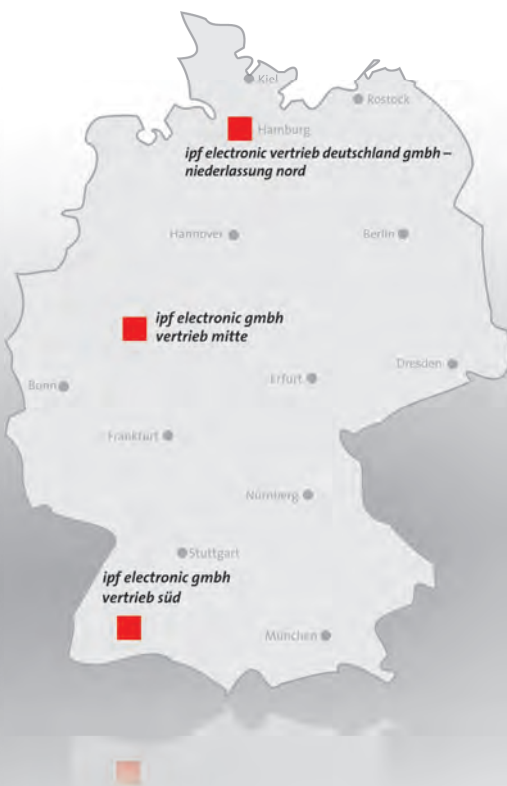 Kiel
Rostock
Hamburg
ipf electronic vertrieb deutschland gmbh –
niederlassung nord
Hannover
Berlin
ipf electronic gmbh
vertrieb mitte
Dresden
Erfurt
Bonn
Frankfurt
Nürnberg
Stuttgart
ipf electronic gmbh
vertrieb süd
München